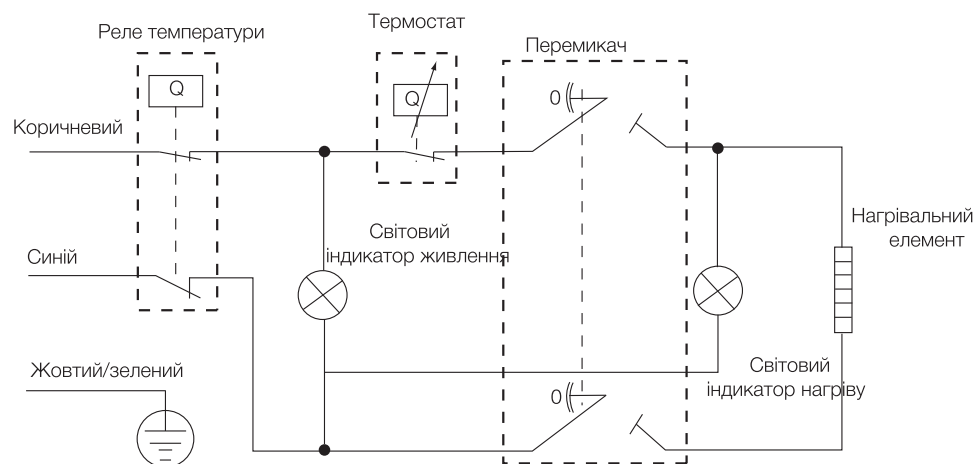 Реле температури
Термостат
Перемикач
Q
Q
0
Коричневий
Нагрівальний
елемент
Світовий
індикатор живлення
Синій
Жовтий/зелений
Світовий
індикатор нагріву
0